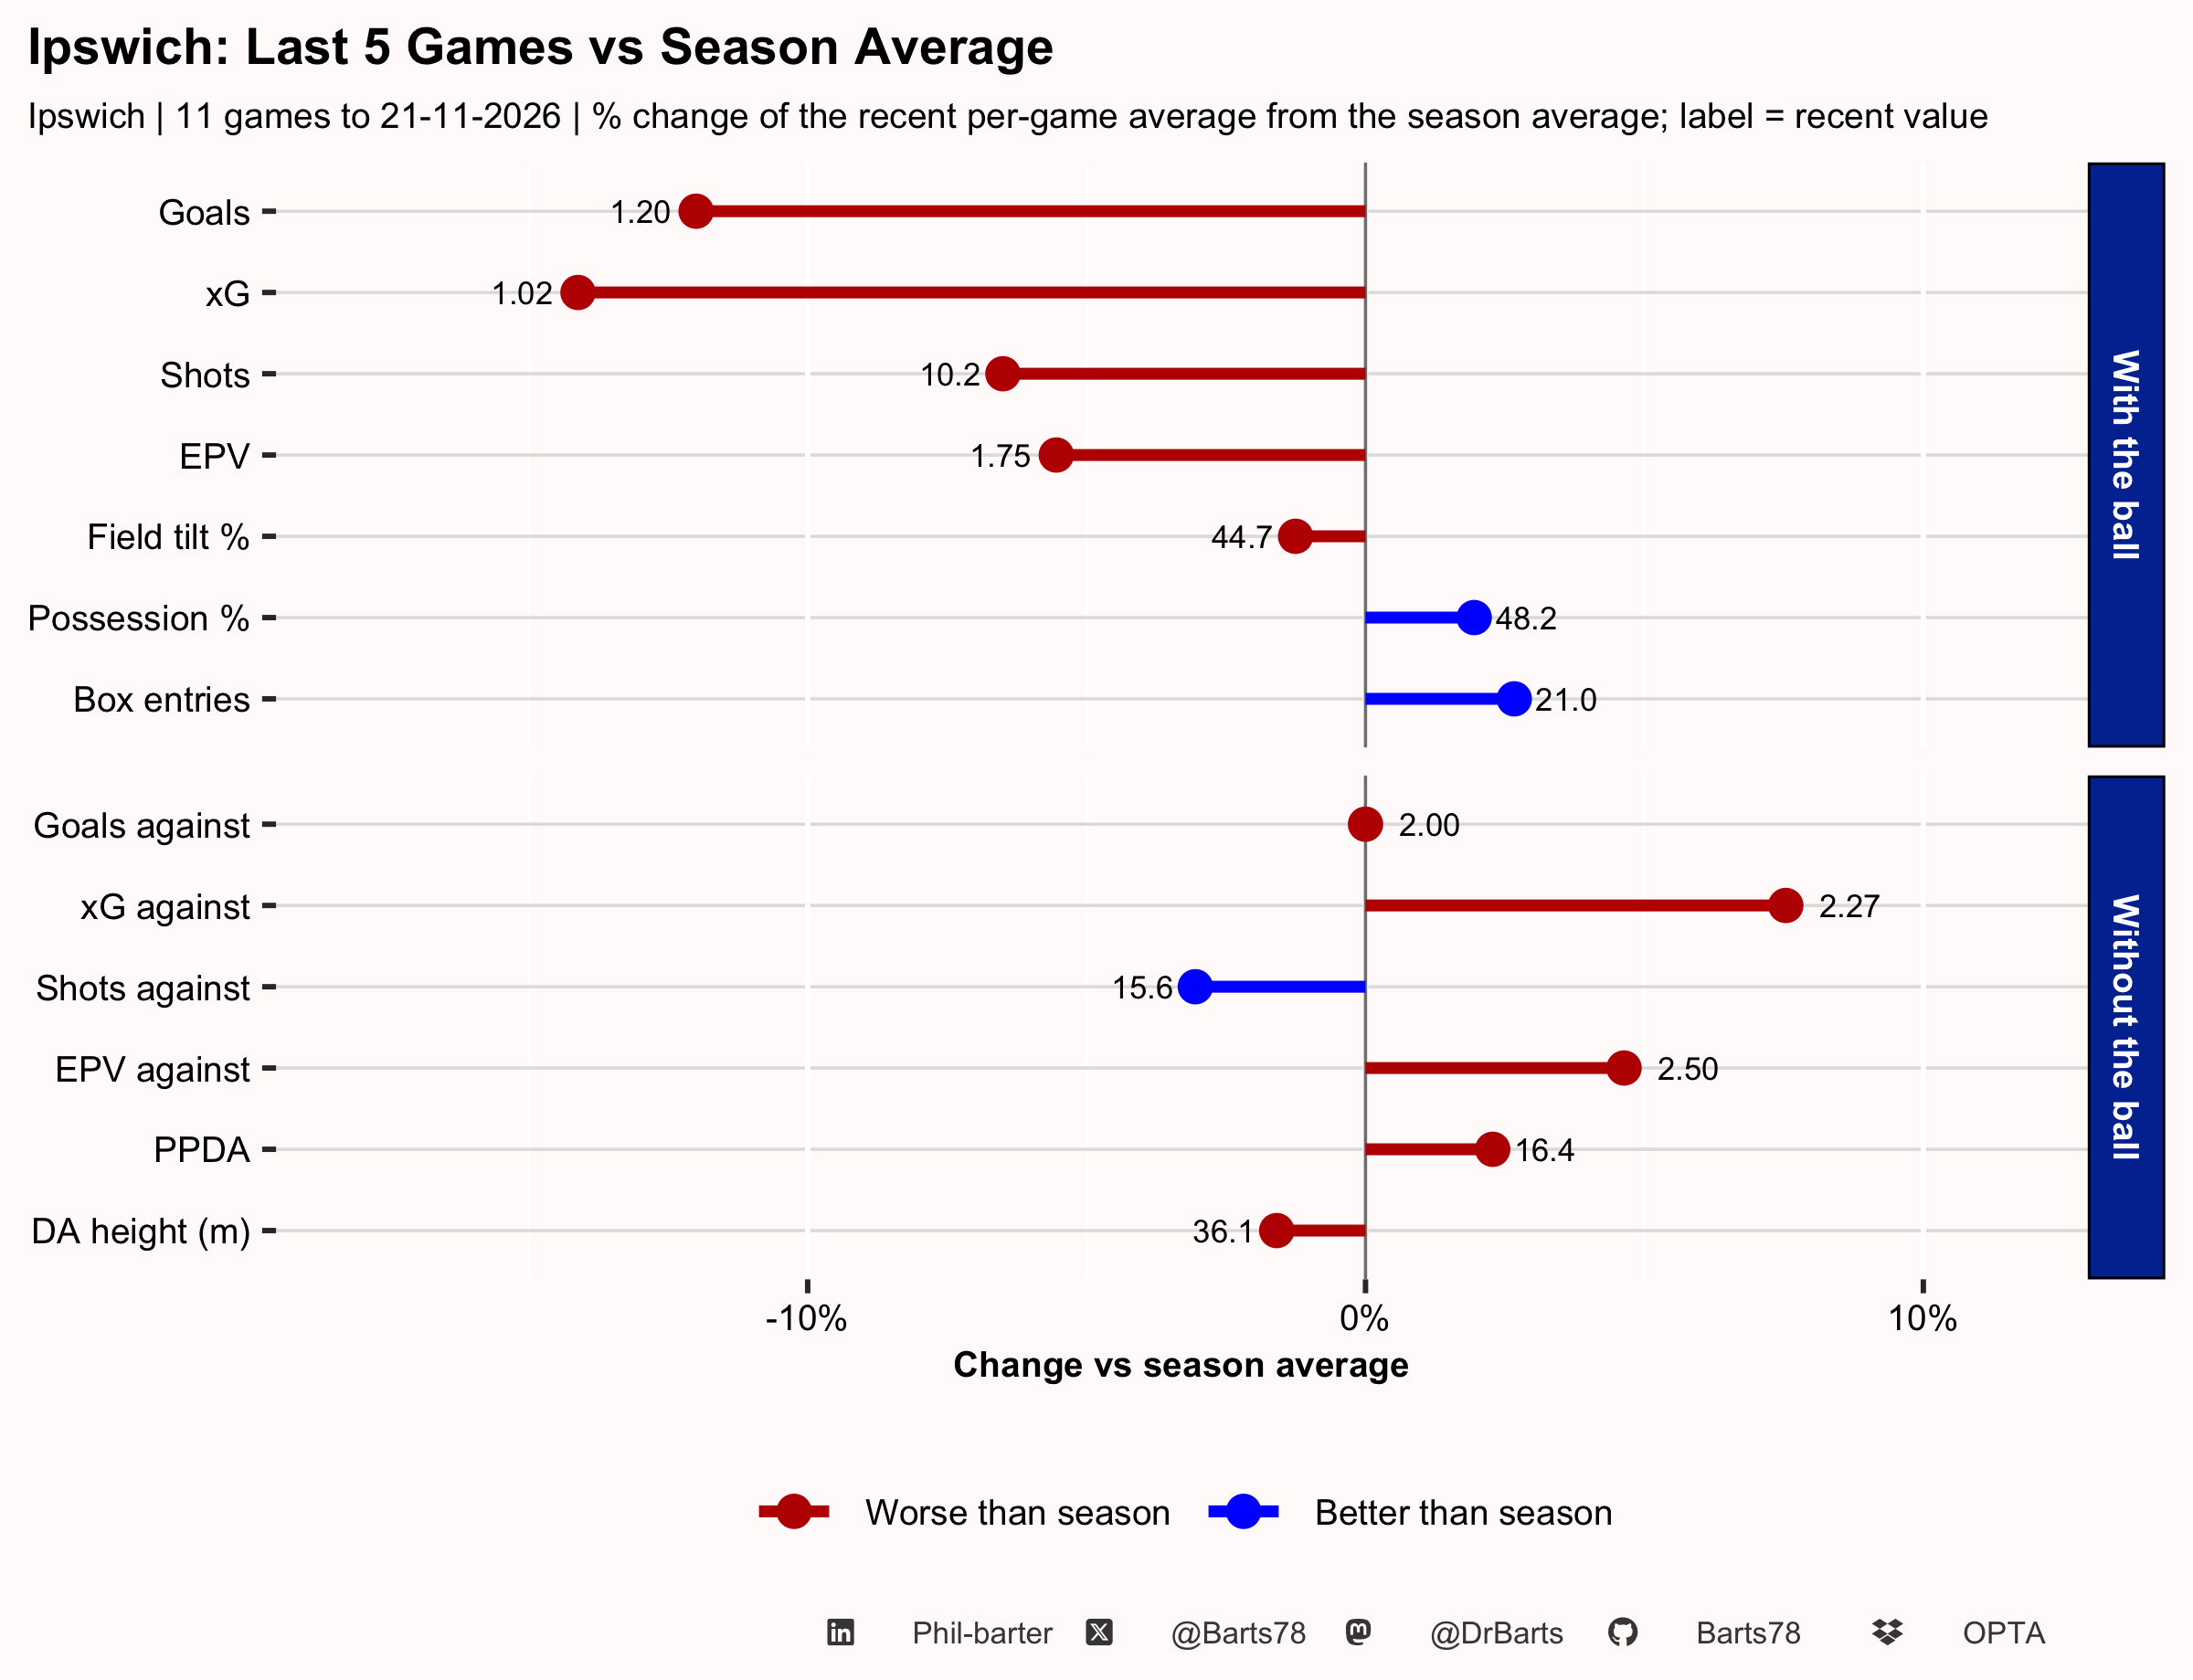 Ipswich: Last 5 Games vs Season Average
Ipswich | 11 games to 21-11-2026 | % change of the recent per-game average from the season average; label = recent value
Goals 1.20
xG 1.02
Shots 10.2
EPV 1.75
Field tilt % 44.7
Possession % 48.2
Box entries 21.0
With the ball
Goals against 2.00
xG against 2.27
Shots against 15.6
EPV against 2.50
PPDA 16.4
DA height (m) 36.1
Without the ball
-10% 0% 10%
Change vs season average
Worse than season Better than season
Phil-barter @Barts78 @DrBarts Barts78 OPTA